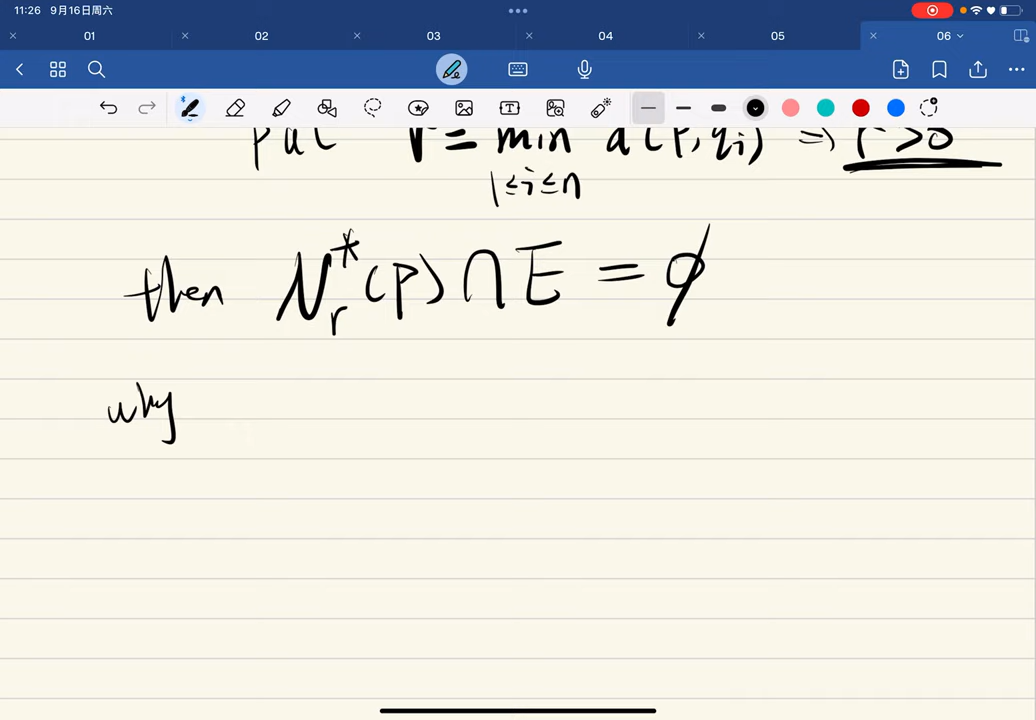 11:26 9月16日周六
01 02 03 04 05 06
put r = min d(p,qi) ⇒ r>0
1≤i≤n
then N*r(p)∩E = ϕ
why